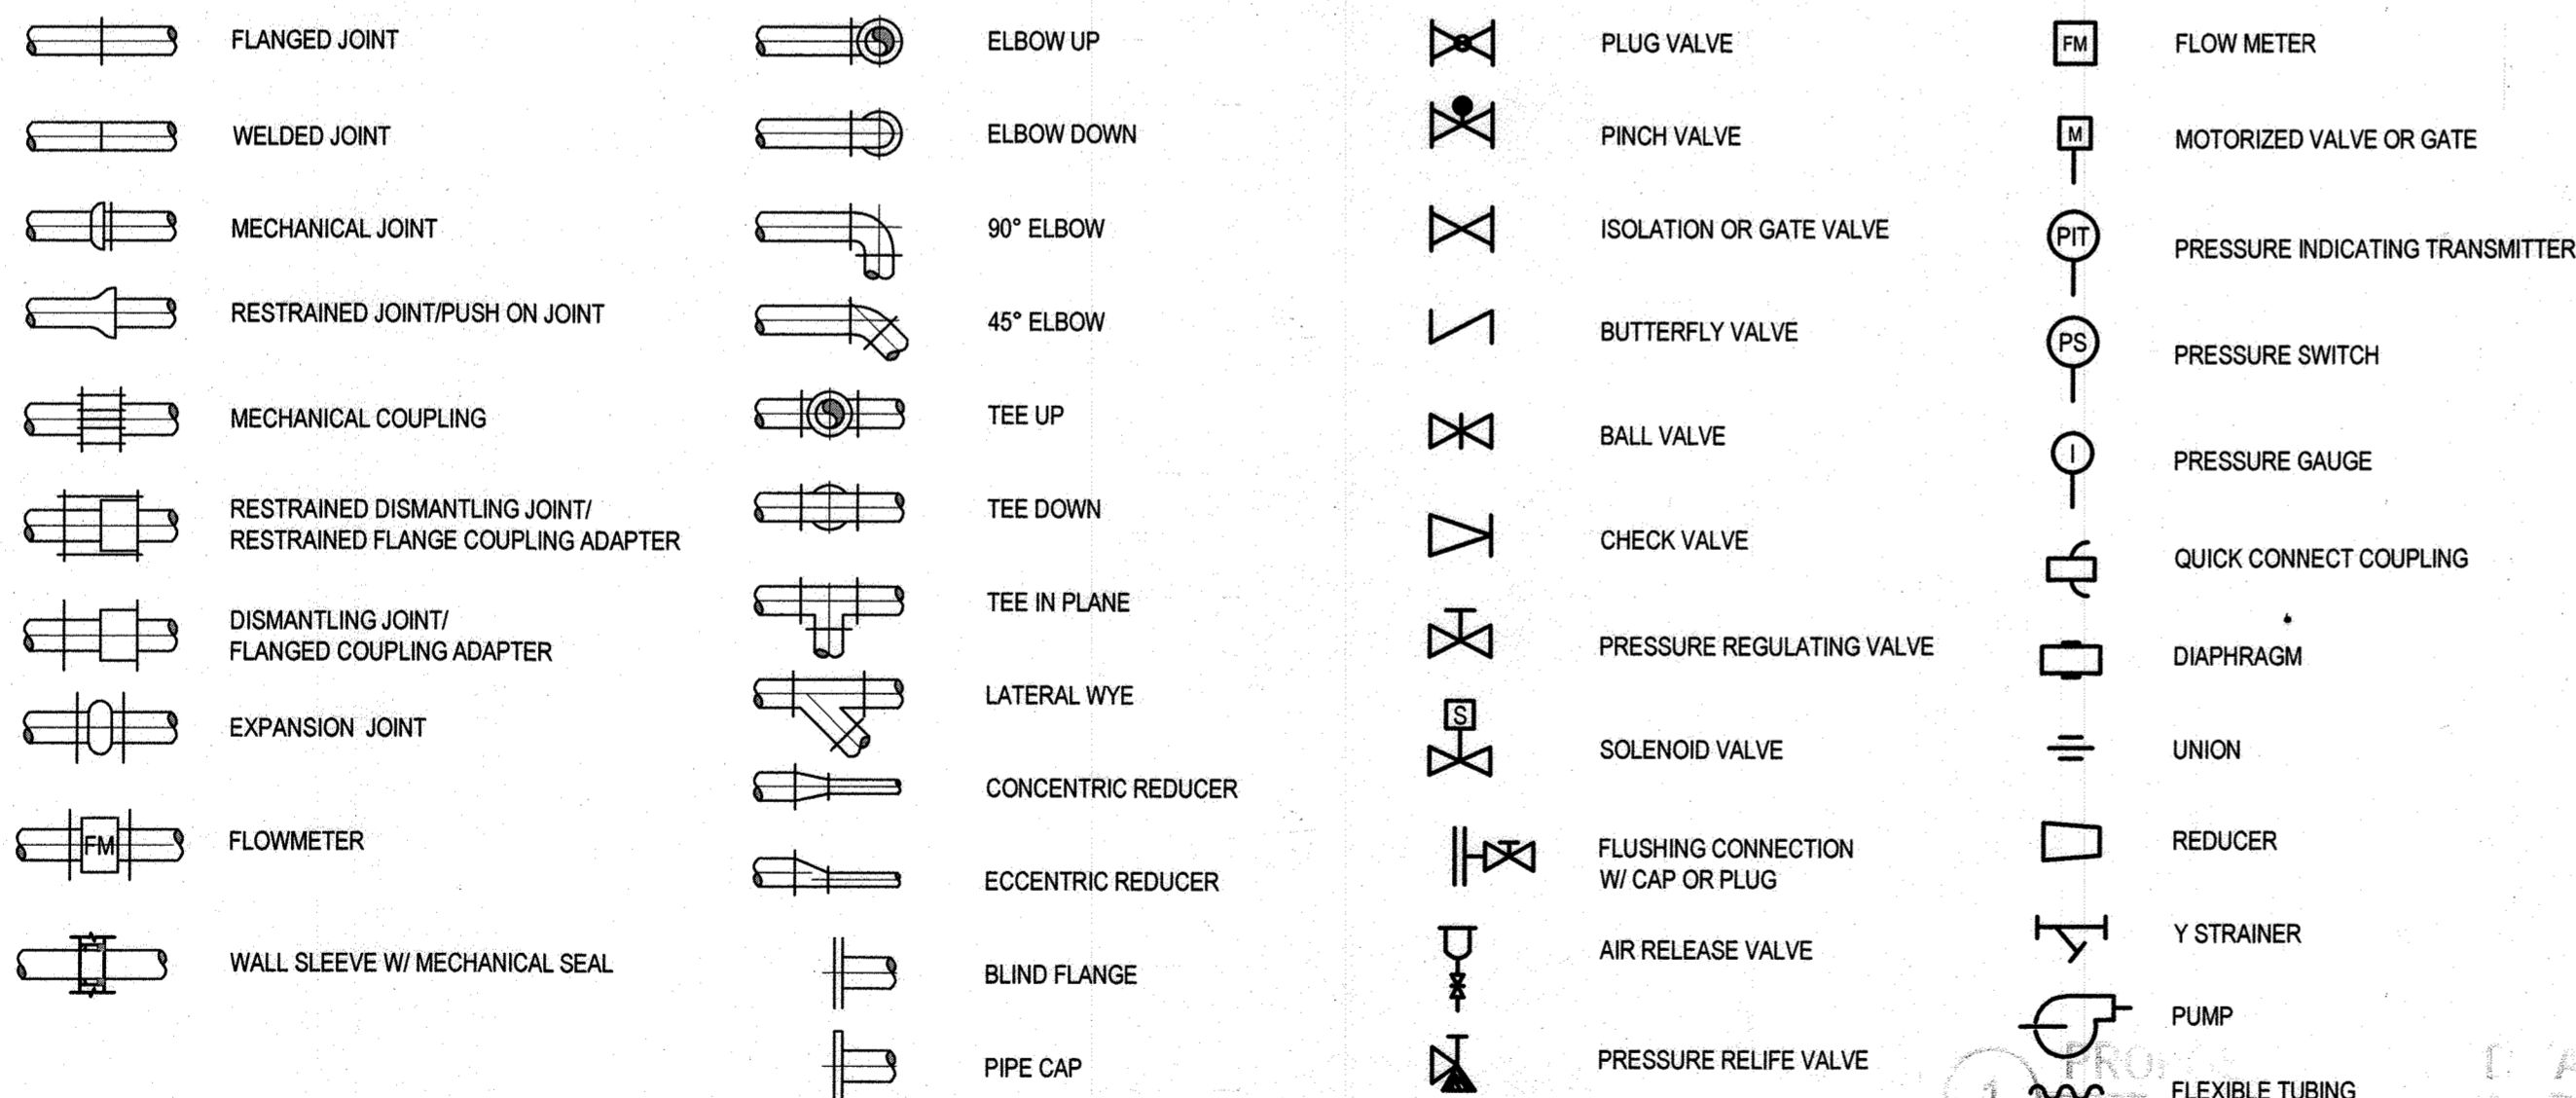 FLANGED JOINT
WELDED JOINT
MECHANICAL JOINT
RESTRAINED JOINT/PUSH ON JOINT
MECHANICAL COUPLING
RESTRAINED DISMANTLING JOINT/
RESTRAINED FLANGE COUPLING ADAPTER
DISMANTLING JOINT/
FLANGED COUPLING ADAPTER
EXPANSION JOINT
FM
FLOWMETER
WALL SLEEVE W/ MECHANICAL SEAL
ELBOW UP
ELBOW DOWN
90° ELBOW
45° ELBOW
TEE UP
TEE DOWN
TEE IN PLANE
LATERAL WYE
CONCENTRIC REDUCER
ECCENTRIC REDUCER
BLIND FLANGE
PIPE CAP
PLUG VALVE
PINCH VALVE
ISOLATION OR GATE VALVE
BUTTERFLY VALVE
BALL VALVE
CHECK VALVE
PRESSURE REGULATING VALVE
S
SOLENOID VALVE
FLUSHING CONNECTION
W/ CAP OR PLUG
AIR RELEASE VALVE
PRESSURE RELIFE VALVE
FM
FLOW METER
M
MOTORIZED VALVE OR GATE
PIT
PRESSURE INDICATING TRANSMITTER
PS
PRESSURE SWITCH
I
PRESSURE GAUGE
QUICK CONNECT COUPLING
DIAPHRAGM
UNION
REDUCER
Y STRAINER
PUMP
FLEXIBLE TUBING
1